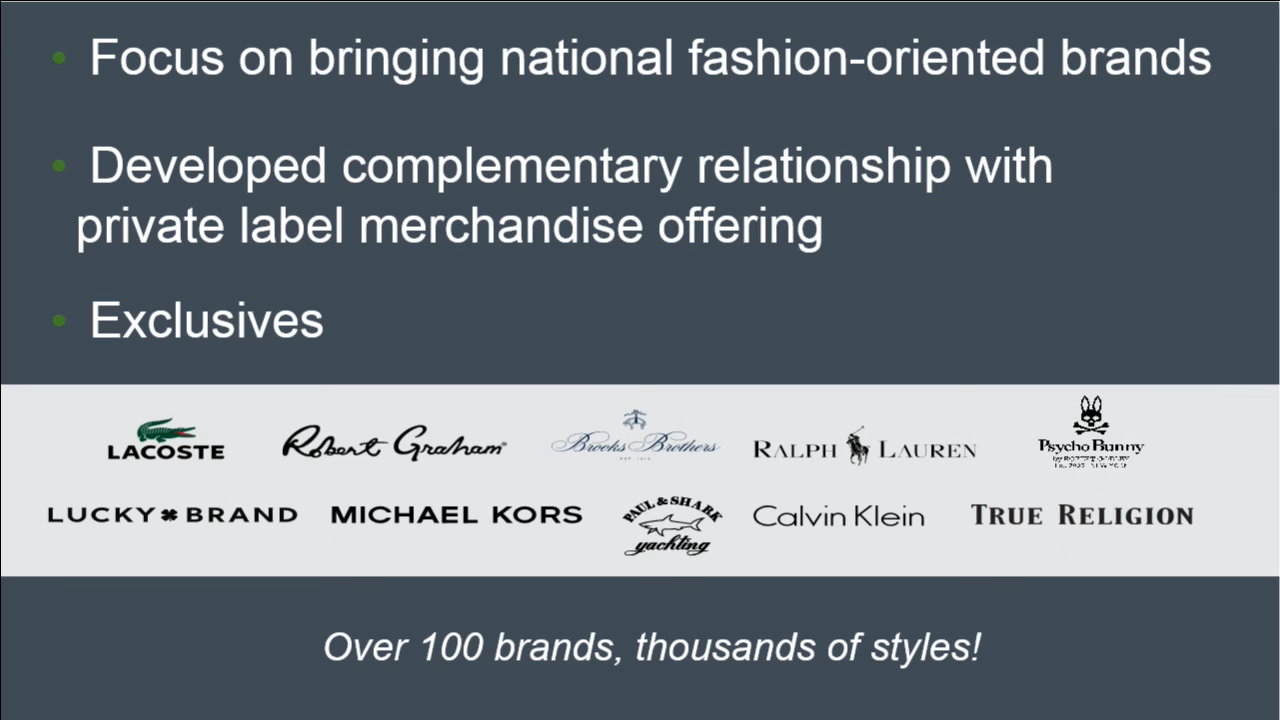 • Focus on bringing national fashion-oriented brands
• Developed complementary relationship with
private label merchandise offering
• Exclusives
LACOSTE Robert Graham Brooks Brothers RALPH LAUREN Psycho Bunny
LUCKY BRAND MICHAEL KORS PAUL & SHARK yachting Calvin Klein TRUE RELIGION
Over 100 brands, thousands of styles!